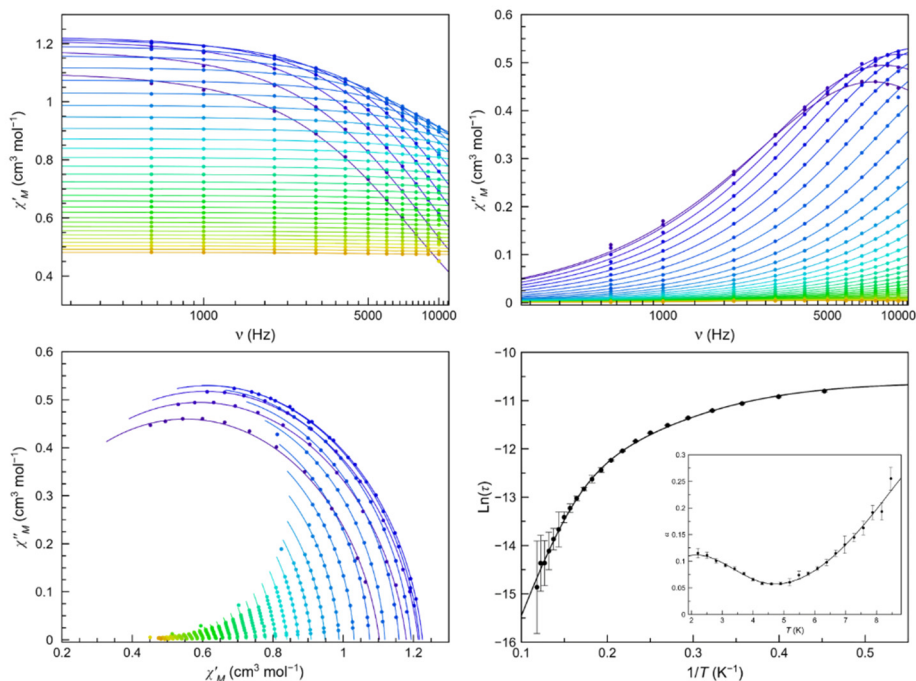 χ′M (cm³ mol⁻¹)
1.2
1
0.8
0.6
0.4
1000 5000 10000
ν (Hz)
χ″M (cm³ mol⁻¹)
0.6
0.5
0.4
0.3
0.2
0.1
0
1000 5000 10000
ν (Hz)
χ″M (cm³ mol⁻¹)
0.6
0.5
0.4
0.3
0.2
0.1
0
0.2 0.4 0.6 0.8 1 1.2 1.3
χ′M (cm³ mol⁻¹)
Ln(τ)
−10
−11
−12
−13
−14
−15
−16
0.1 0.2 0.3 0.4 0.5
1/T (K⁻¹)
0.3
0.25
0.2
0.15
0.1
0.05
0
2 3 4 5 6 7 8
T (K)